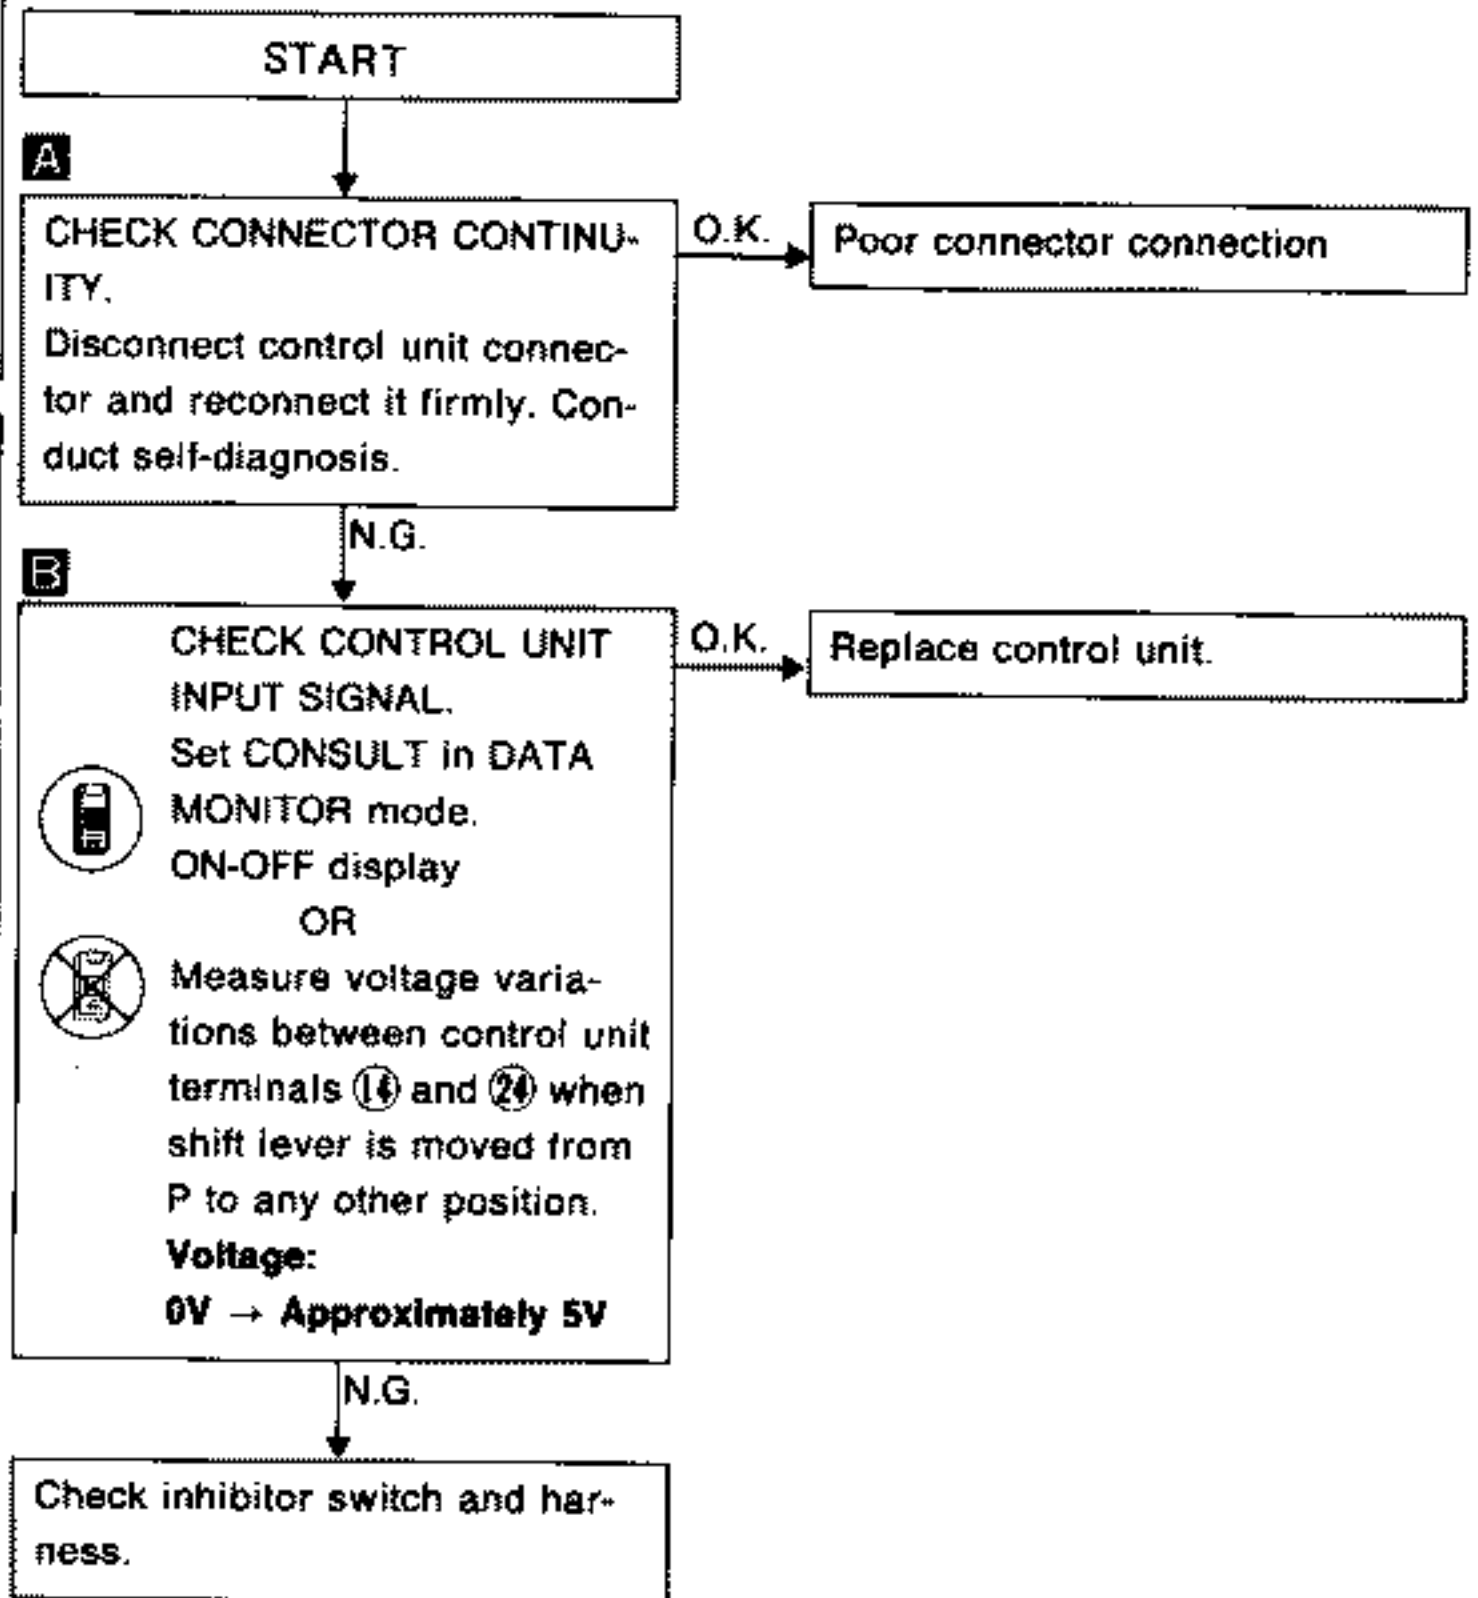 START
A
CHECK CONNECTOR CONTINU-
ITY.
Disconnect control unit connec-
tor and reconnect it firmly. Con-
duct self-diagnosis.
O.K.
Poor connector connection
N.G.
B
CHECK CONTROL UNIT
INPUT SIGNAL.
Set CONSULT in DATA
MONITOR mode.
ON-OFF display
OR
Measure voltage varia-
tions between control unit
terminals 14 and 24 when
shift lever is moved from
P to any other position.
Voltage:
0V → Approximately 5V
O.K.
Replace control unit.
N.G.
Check inhibitor switch and har-
ness.